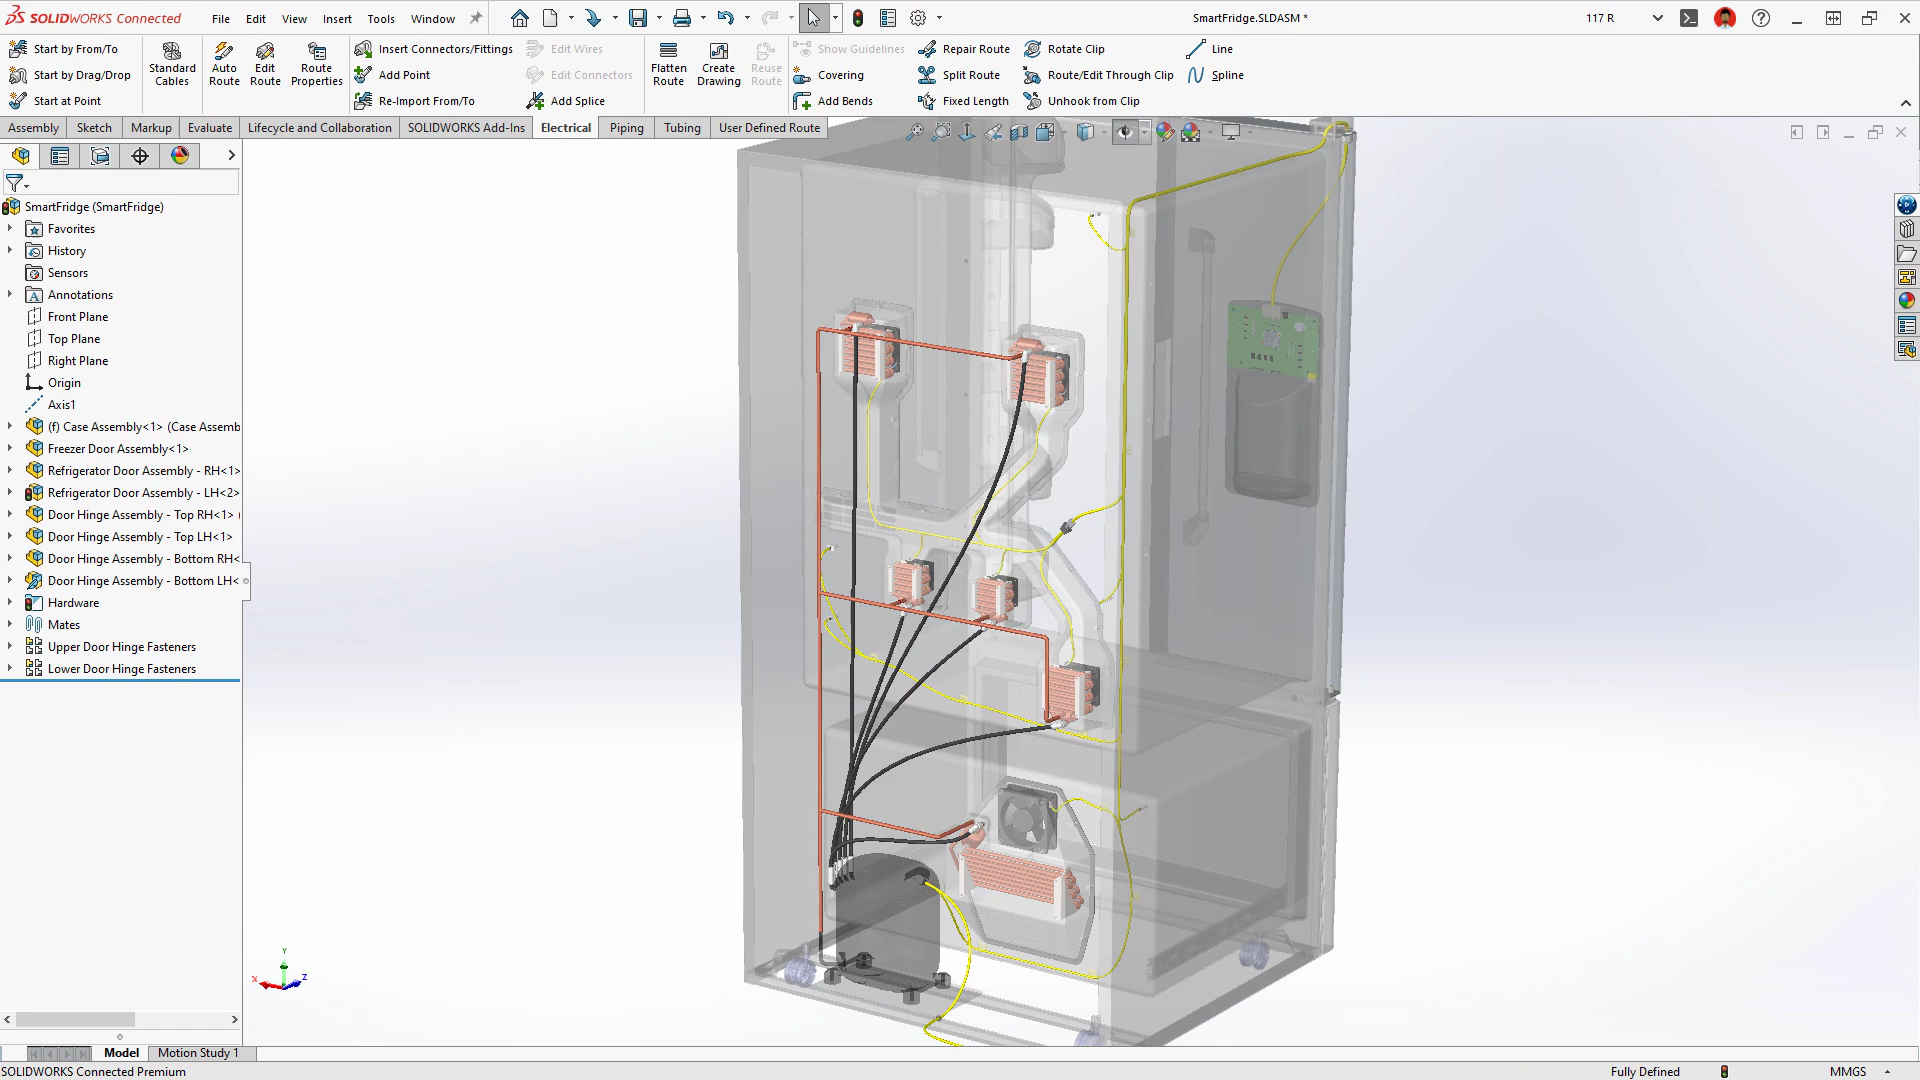 SOLIDWORKS Connected
File Edit View Insert Tools Window
SmartFridge.SLDASM *
117 R
Start by From/To
Start by Drag/Drop
Start at Point
Standard Cables
Auto Route
Edit Route
Route Properties
Insert Connectors/Fittings
Add Point
Re-Import From/To
Edit Wires
Edit Connectors
Add Splice
Flatten Route
Create Drawing
Reuse Route
Show Guidelines
Covering
Add Bends
Repair Route
Split Route
Fixed Length
Rotate Clip
Route/Edit Through Clip
Unhook from Clip
Line
Spline
Assembly Sketch Markup Evaluate Lifecycle and Collaboration SOLIDWORKS Add-Ins Electrical Piping Tubing User Defined Route
SmartFridge (SmartFridge)
Favorites
History
Sensors
Annotations
Front Plane
Top Plane
Right Plane
Origin
Axis1
(f) Case Assembly<1> (Case Assemb
Freezer Door Assembly<1>
Refrigerator Door Assembly - RH<1>
Refrigerator Door Assembly - LH<2>
Door Hinge Assembly - Top RH<1> (
Door Hinge Assembly - Top LH<1>
Door Hinge Assembly - Bottom RH<
Door Hinge Assembly - Bottom LH<
Hardware
Mates
Upper Door Hinge Fasteners
Lower Door Hinge Fasteners
Y
X
Z
Model Motion Study 1
SOLIDWORKS Connected Premium
Fully Defined
MMGS